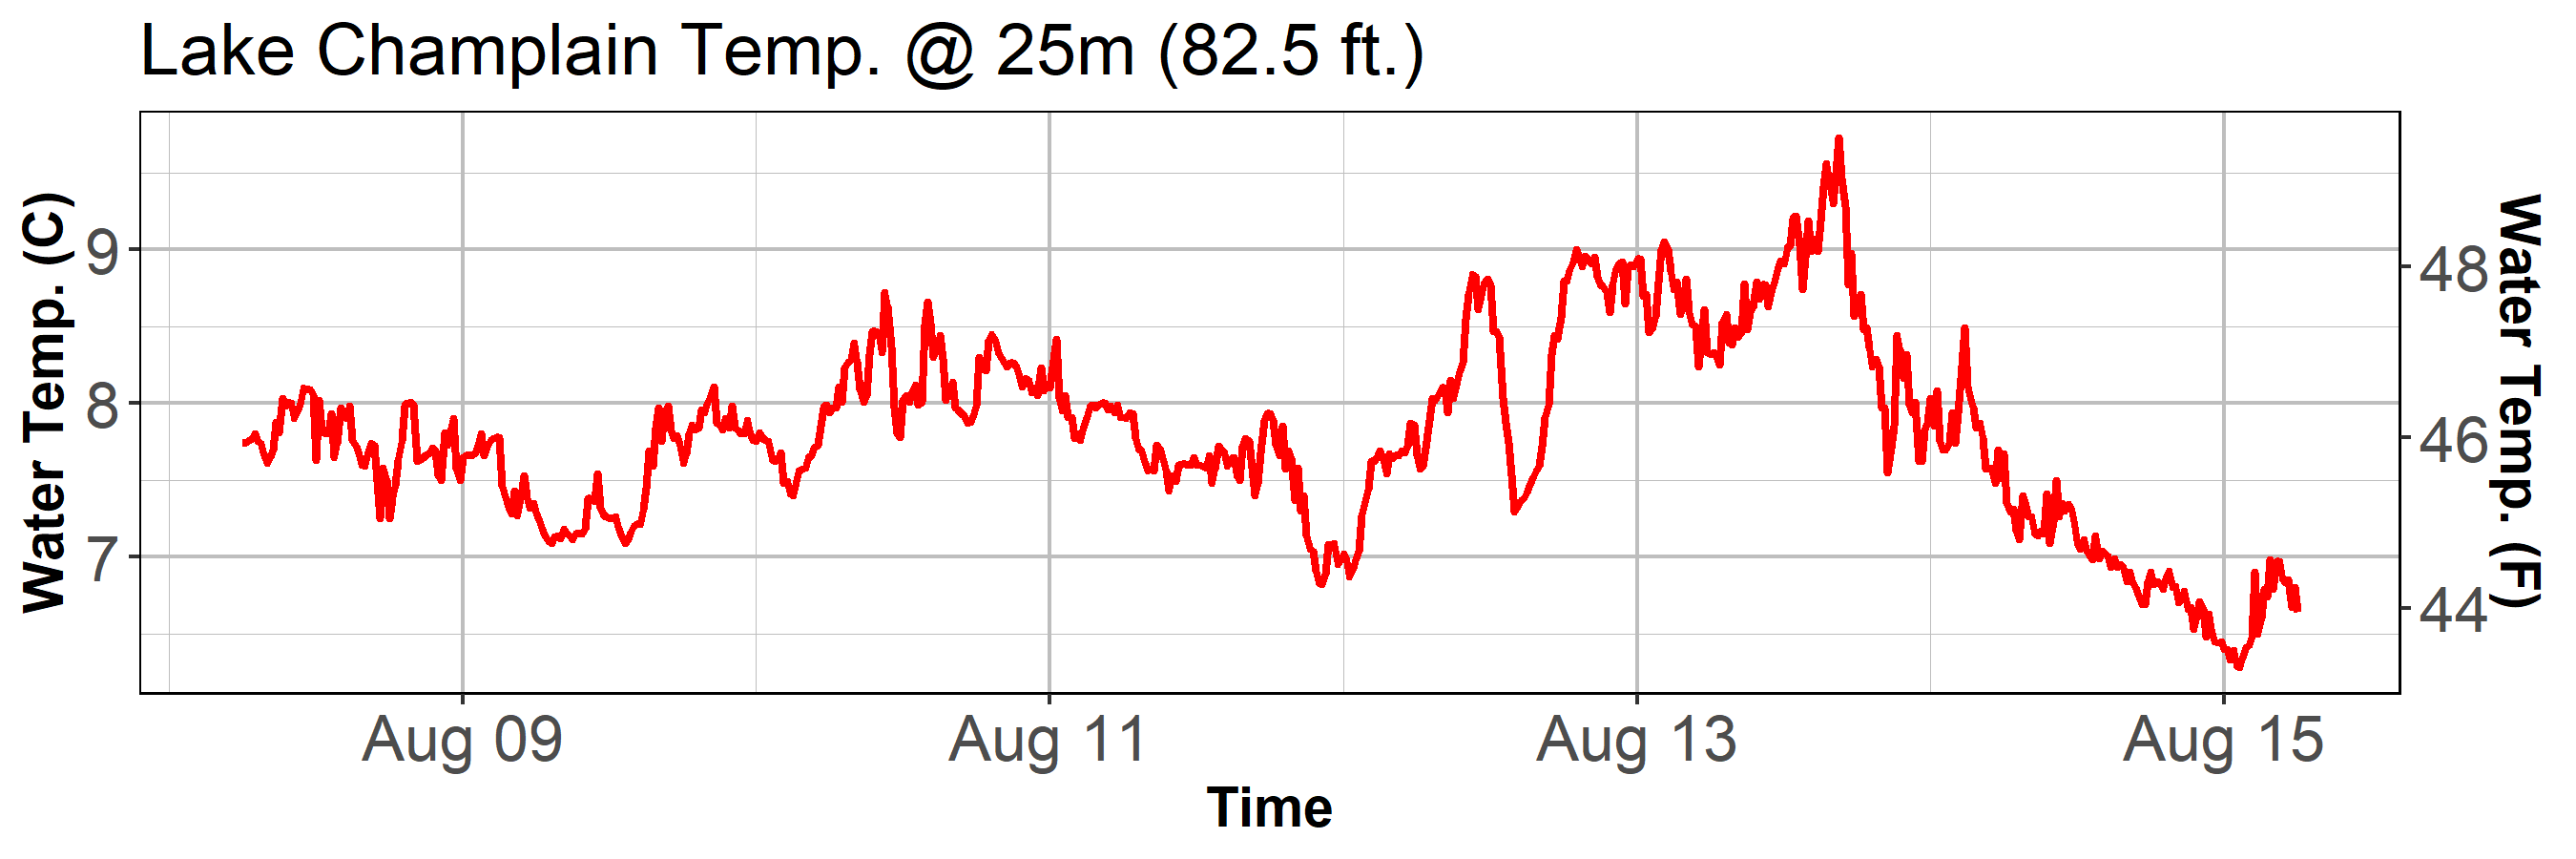 Lake Champlain Temp. @ 25m (82.5 ft.)
Water Temp. (C)
9
8
7
48
46
44
Water Temp. (F)
Aug 09 Aug 11 Aug 13 Aug 15
Time